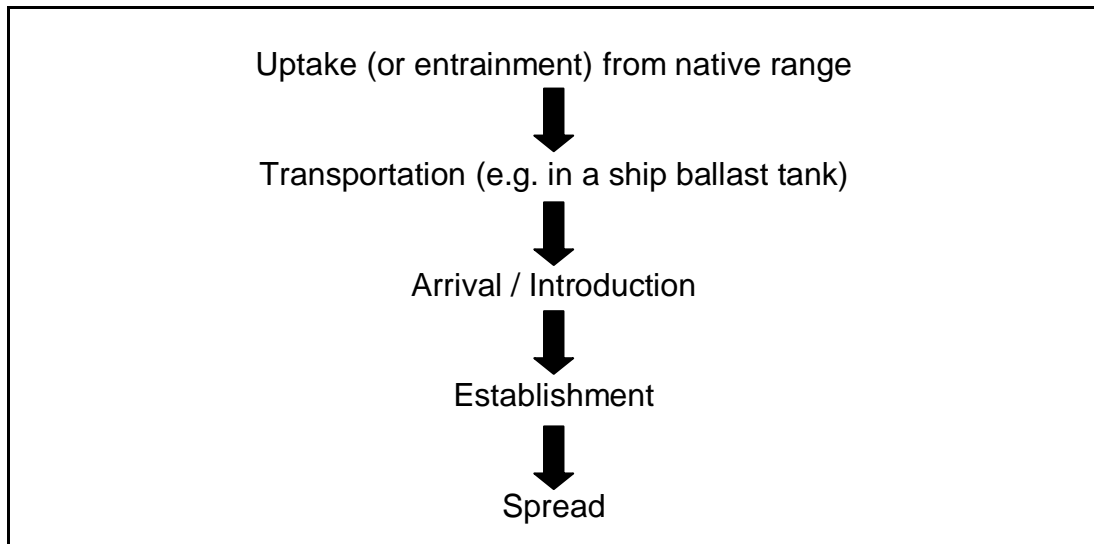 Uptake (or entrainment) from native range
Transportation (e.g. in a ship ballast tank)
Arrival / Introduction
Establishment
Spread